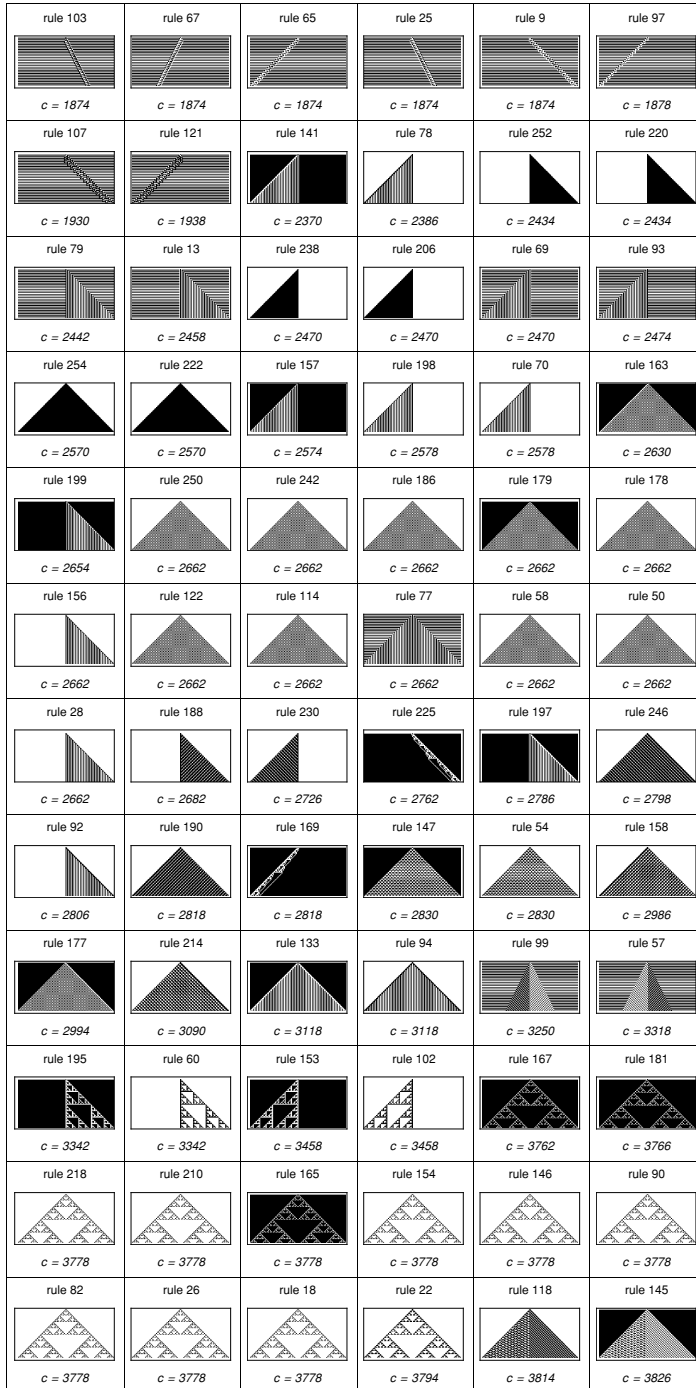 rule 103 rule 67 rule 65 rule 25 rule 9 rule 97
c = 1874 c = 1874 c = 1874 c = 1874 c = 1874 c = 1878
rule 107 rule 121 rule 141 rule 78 rule 252 rule 220
c = 1930 c = 1938 c = 2370 c = 2386 c = 2434 c = 2434
rule 79 rule 13 rule 238 rule 206 rule 69 rule 93
c = 2442 c = 2458 c = 2470 c = 2470 c = 2470 c = 2474
rule 254 rule 222 rule 157 rule 198 rule 70 rule 163
c = 2570 c = 2570 c = 2574 c = 2578 c = 2578 c = 2630
rule 199 rule 250 rule 242 rule 186 rule 179 rule 178
c = 2654 c = 2662 c = 2662 c = 2662 c = 2662 c = 2662
rule 156 rule 122 rule 114 rule 77 rule 58 rule 50
c = 2662 c = 2662 c = 2662 c = 2662 c = 2662 c = 2662
rule 28 rule 188 rule 230 rule 225 rule 197 rule 246
c = 2662 c = 2682 c = 2726 c = 2762 c = 2786 c = 2798
rule 92 rule 190 rule 169 rule 147 rule 54 rule 158
c = 2806 c = 2818 c = 2818 c = 2830 c = 2830 c = 2986
rule 177 rule 214 rule 133 rule 94 rule 99 rule 57
c = 2994 c = 3090 c = 3118 c = 3118 c = 3250 c = 3318
rule 195 rule 60 rule 153 rule 102 rule 167 rule 181
c = 3342 c = 3342 c = 3458 c = 3458 c = 3762 c = 3766
rule 218 rule 210 rule 165 rule 154 rule 146 rule 90
c = 3778 c = 3778 c = 3778 c = 3778 c = 3778 c = 3778
rule 82 rule 26 rule 18 rule 22 rule 118 rule 145
c = 3778 c = 3778 c = 3778 c = 3794 c = 3814 c = 3826